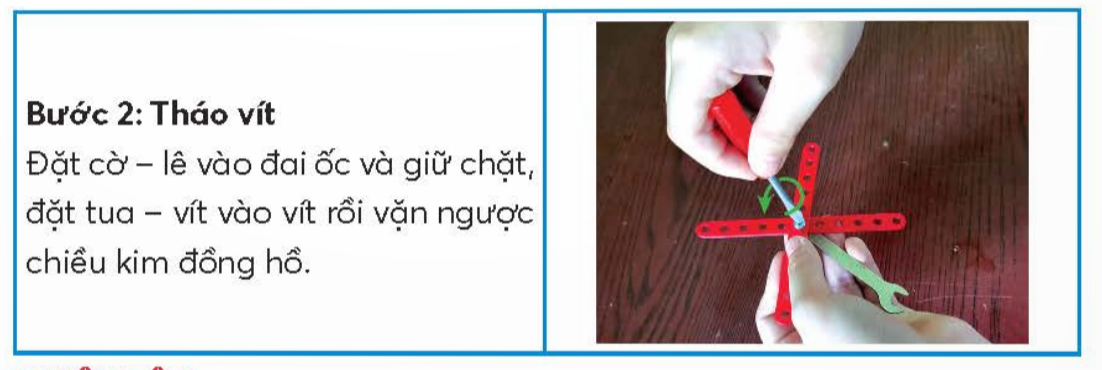 Bước 2: Tháo vít
Đặt cờ – lê vào đai ốc và giữ chặt,
đặt tua – vít vào vít rồi vặn ngược
chiều kim đồng hồ.